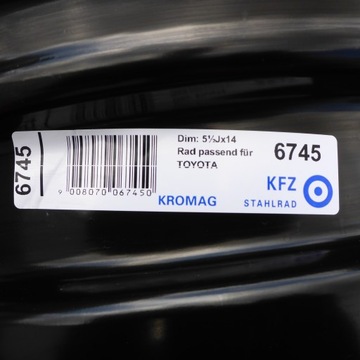 6745
9 008070 067450
Dim: 5½Jx14
Rad passend für
TOYOTA
KROMAG
6745
KFZ
STAHLRAD